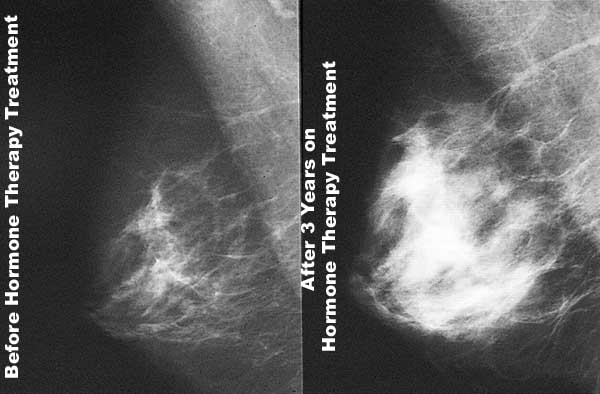 Before Hormone Therapy Treatment
After 3 Years on
Hormone Therapy Treatment